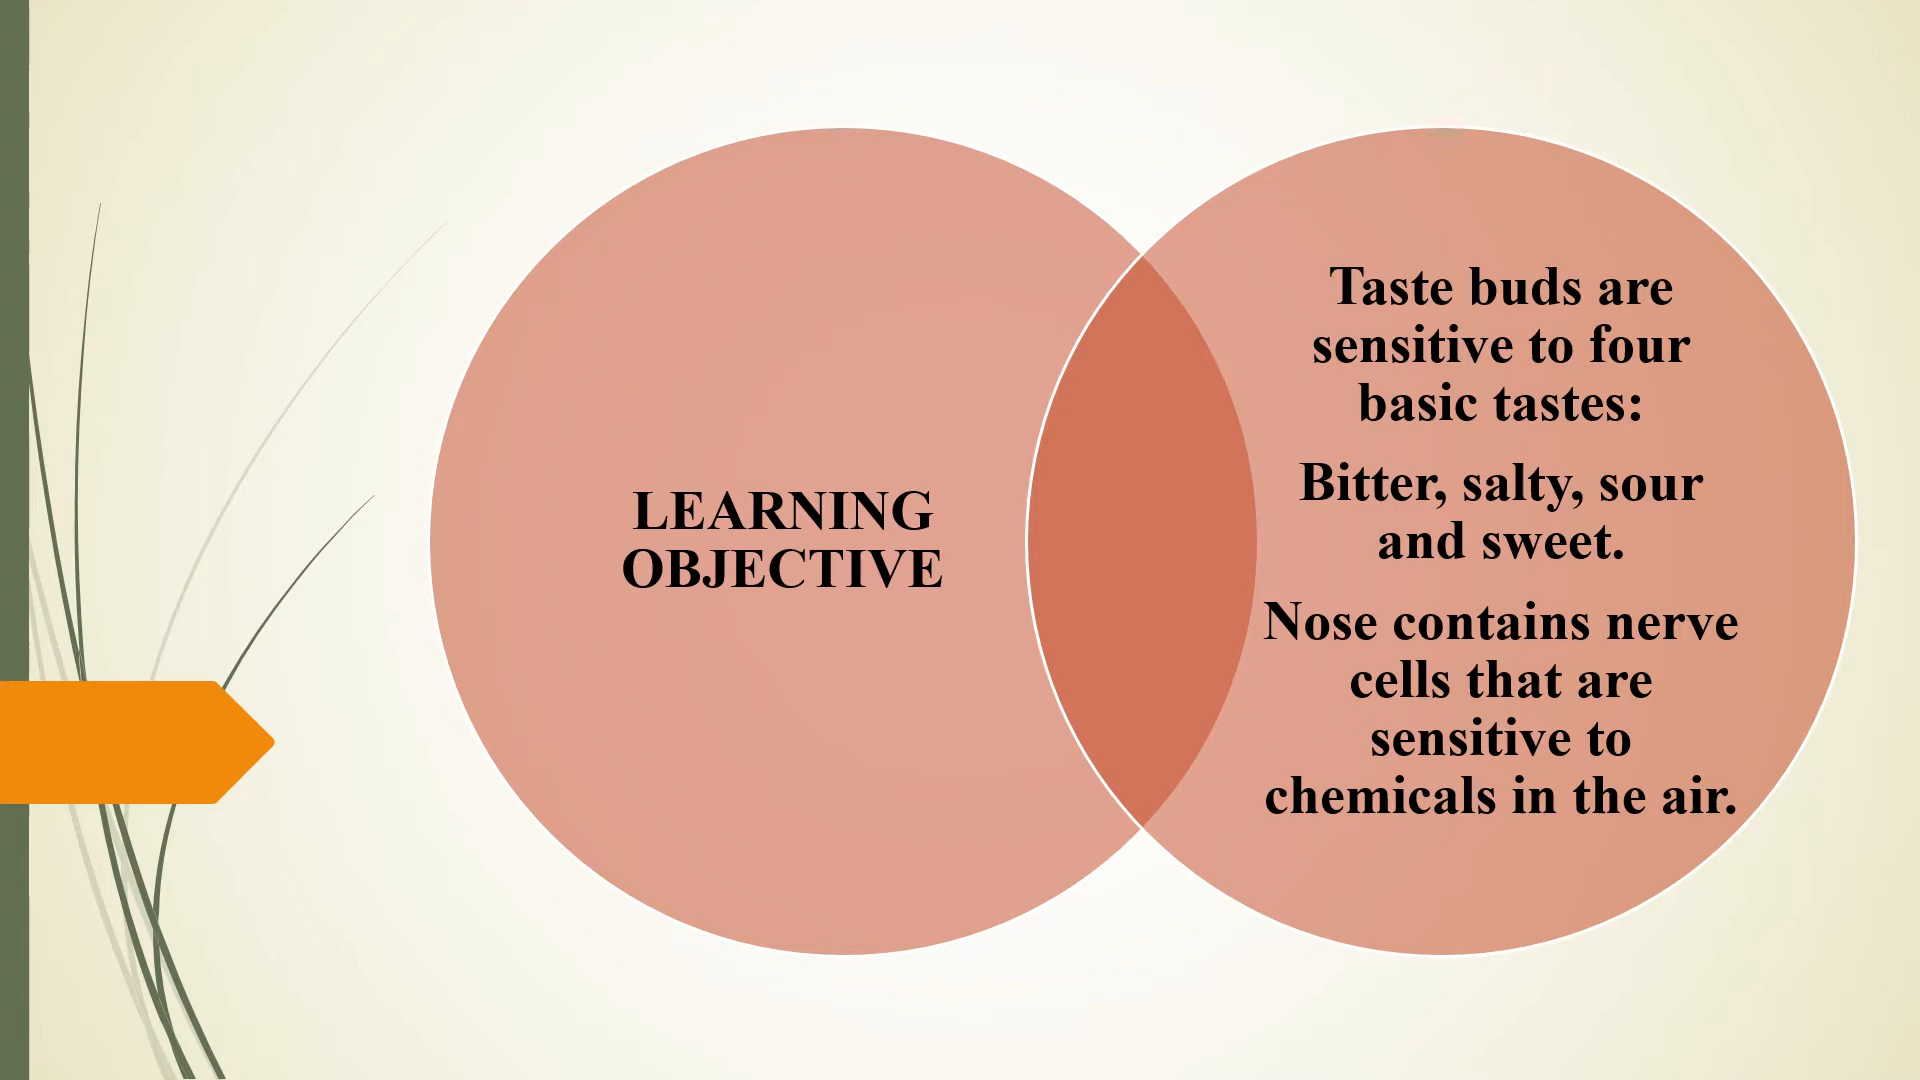 LEARNING
OBJECTIVE
Taste buds are
sensitive to four
basic tastes:
Bitter, salty, sour
and sweet.
Nose contains nerve
cells that are
sensitive to
chemicals in the air.